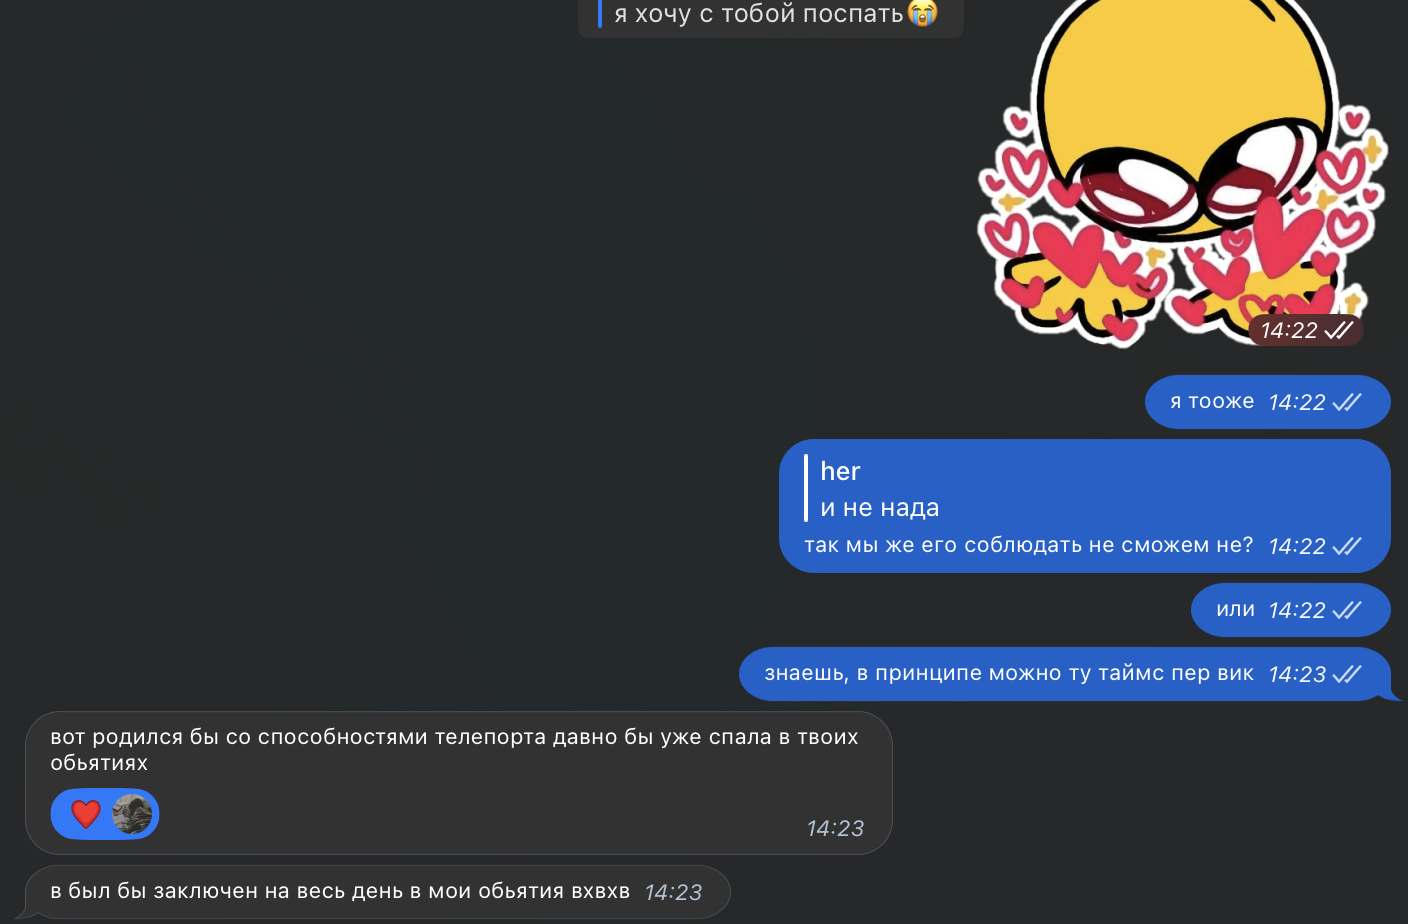 я хочу с тобой поспать😭
14:22
я тооже 14:22
her
и не нада
так мы же его соблюдать не сможем не? 14:22
или 14:22
знаешь, в принципе можно ту таймс пер вик 14:23
вот родился бы со способностями телепорта давно бы уже спала в твоих
обьятиях
❤️
14:23
в был бы заключен на весь день в мои обьятия вхвхв 14:23